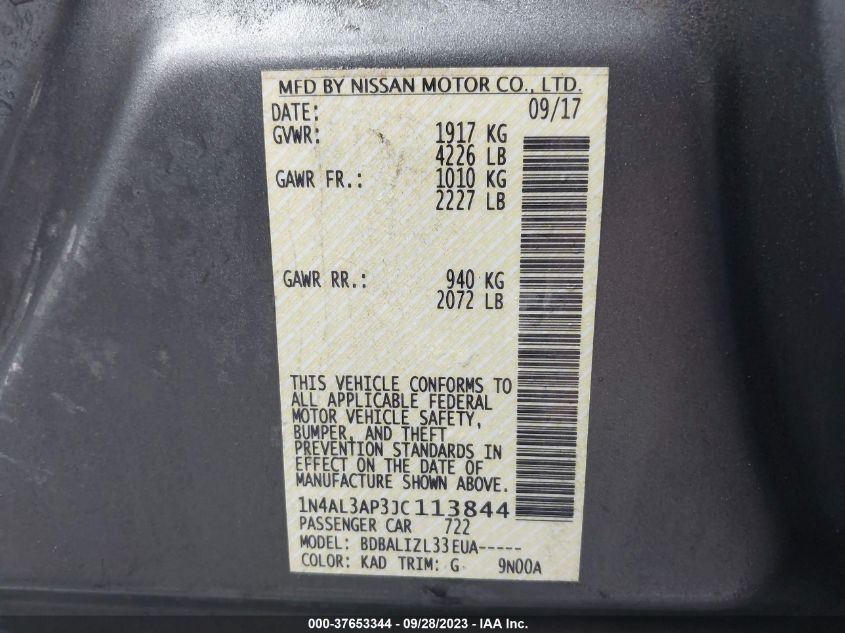 MFD BY NISSAN MOTOR CO., LTD.
DATE: 09/17
GVWR: 1917 KG
4226 LB
GAWR FR.: 1010 KG
2227 LB
GAWR RR.: 940 KG
2072 LB
THIS VEHICLE CONFORMS TO
ALL APPLICABLE FEDERAL
MOTOR VEHICLE SAFETY,
BUMPER, AND THEFT
PREVENTION STANDARDS IN
EFFECT ON THE DATE OF
MANUFACTURE SHOWN ABOVE.
1N4AL3AP3JC113844
PASSENGER CAR 722
MODEL: BDBALIZL33EUA-----
COLOR: KAD TRIM: G 9N00A
000-37653344 - 09/28/2023 - IAA Inc.